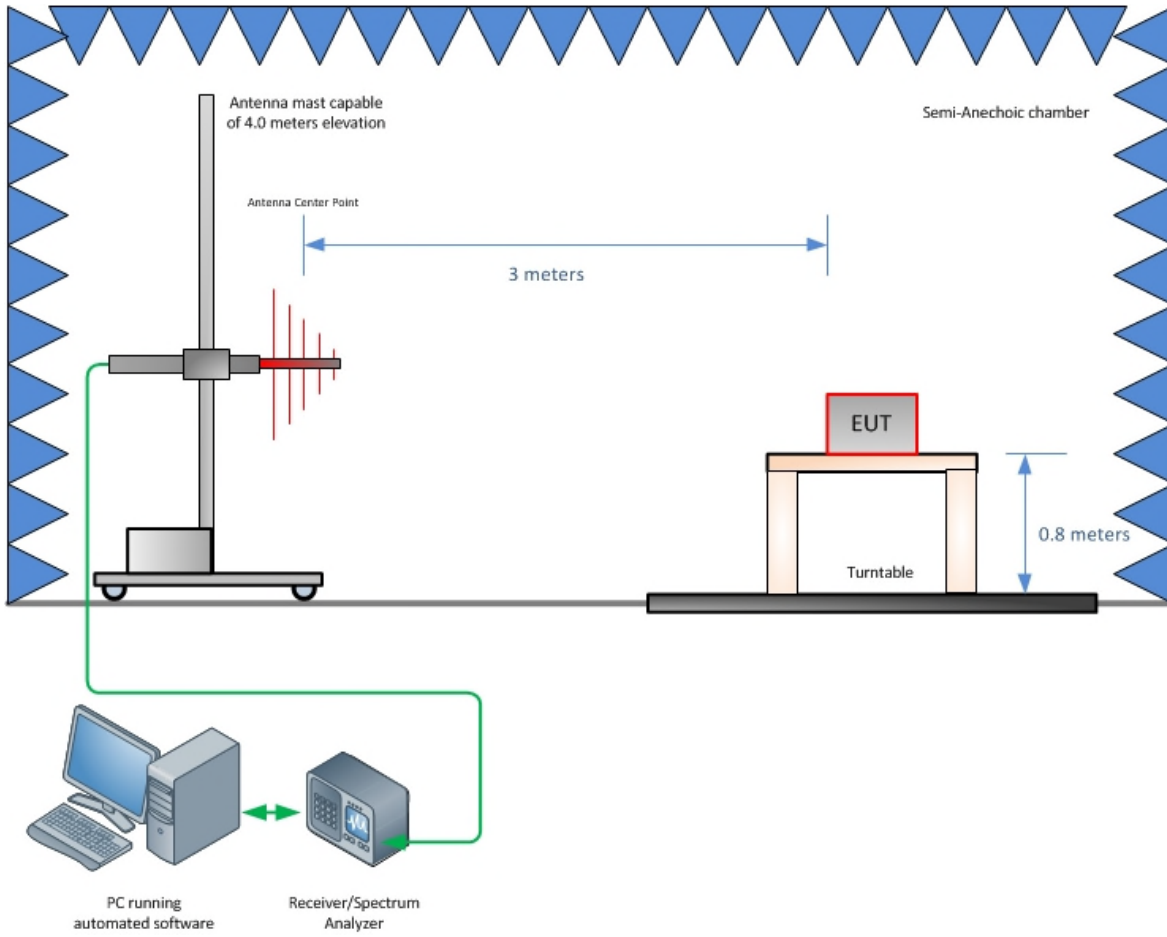 Antenna mast capable
of 4.0 meters elevation
Semi-Anechoic chamber
Antenna Center Point
3 meters
EUT
0.8 meters
Turntable
PC running
automated software
Receiver/Spectrum
Analyzer